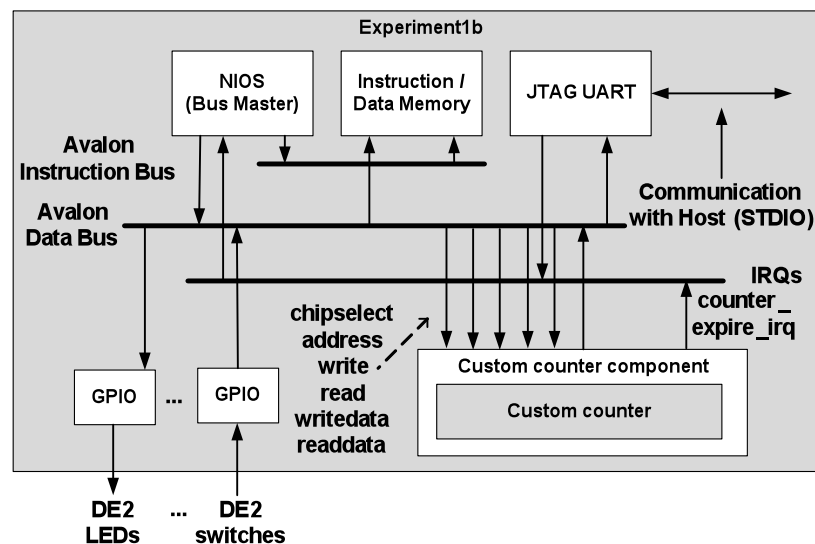 Experiment1b
NIOS
(Bus Master)
Instruction /
Data Memory
JTAG UART
Avalon
Instruction Bus
Avalon
Data Bus
Communication
with Host (STDIO)
IRQs
counter_
expire_irq
chipselect
address
write
read
writedata
readdata
Custom counter component
Custom counter
GPIO
...
GPIO
DE2
LEDs
...
DE2
switches